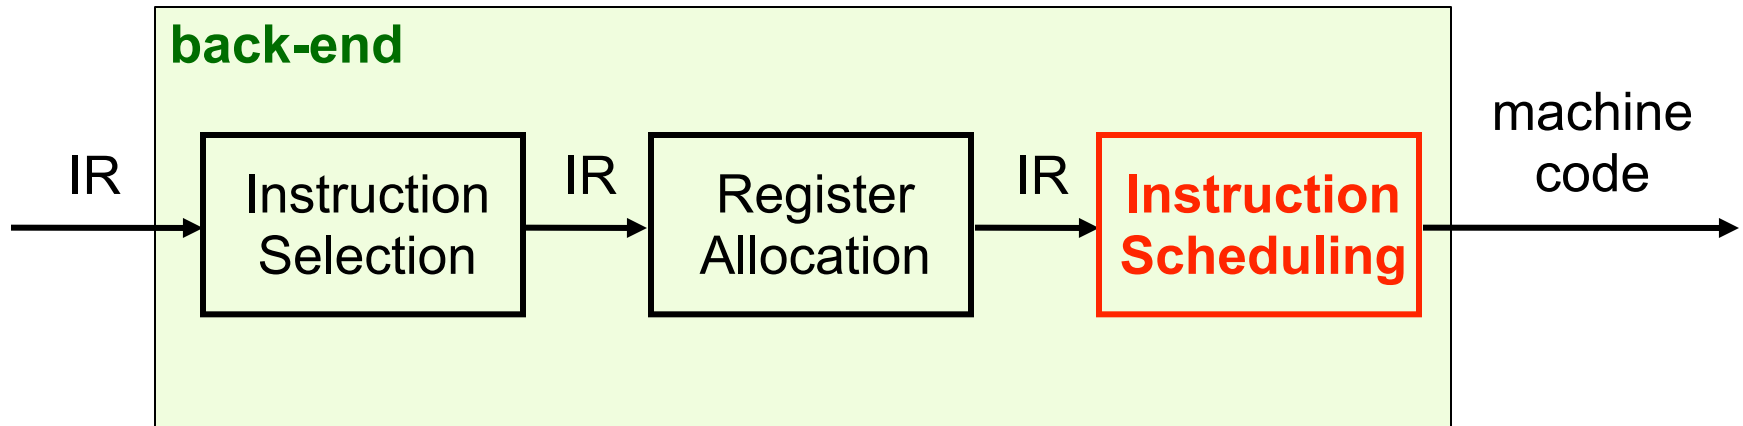 back-end
IR
Instruction
Selection
IR
Register
Allocation
IR
Instruction
Scheduling
machine
code